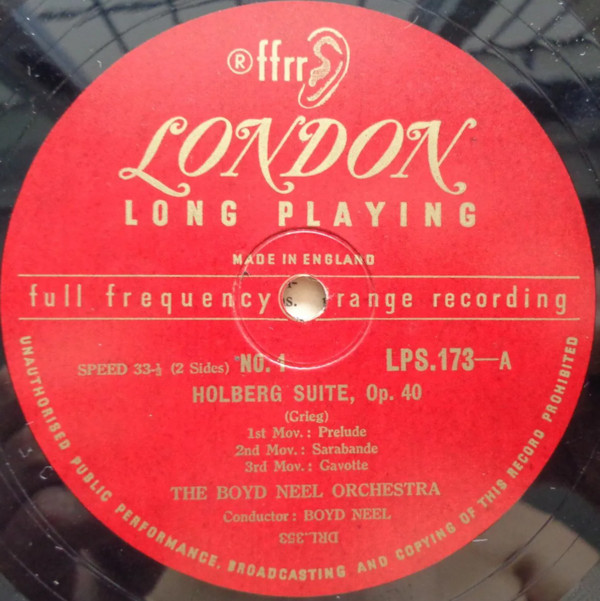 ®ffrr
LONDON
LONG PLAYING
MADE IN ENGLAND
full frequency range recording
SPEED 33-⅓ (2 Sides) NO. 1 LPS.173—A
HOLBERG SUITE, Op. 40
(Grieg)
1st Mov.: Prelude
2nd Mov.: Sarabande
3rd Mov.: Gavotte
THE BOYD NEEL ORCHESTRA
Conductor: BOYD NEEL
DRL.353
UNAUTHORISED PUBLIC PERFORMANCE, BROADCASTING AND COPYING OF THIS RECORD PROHIBITED